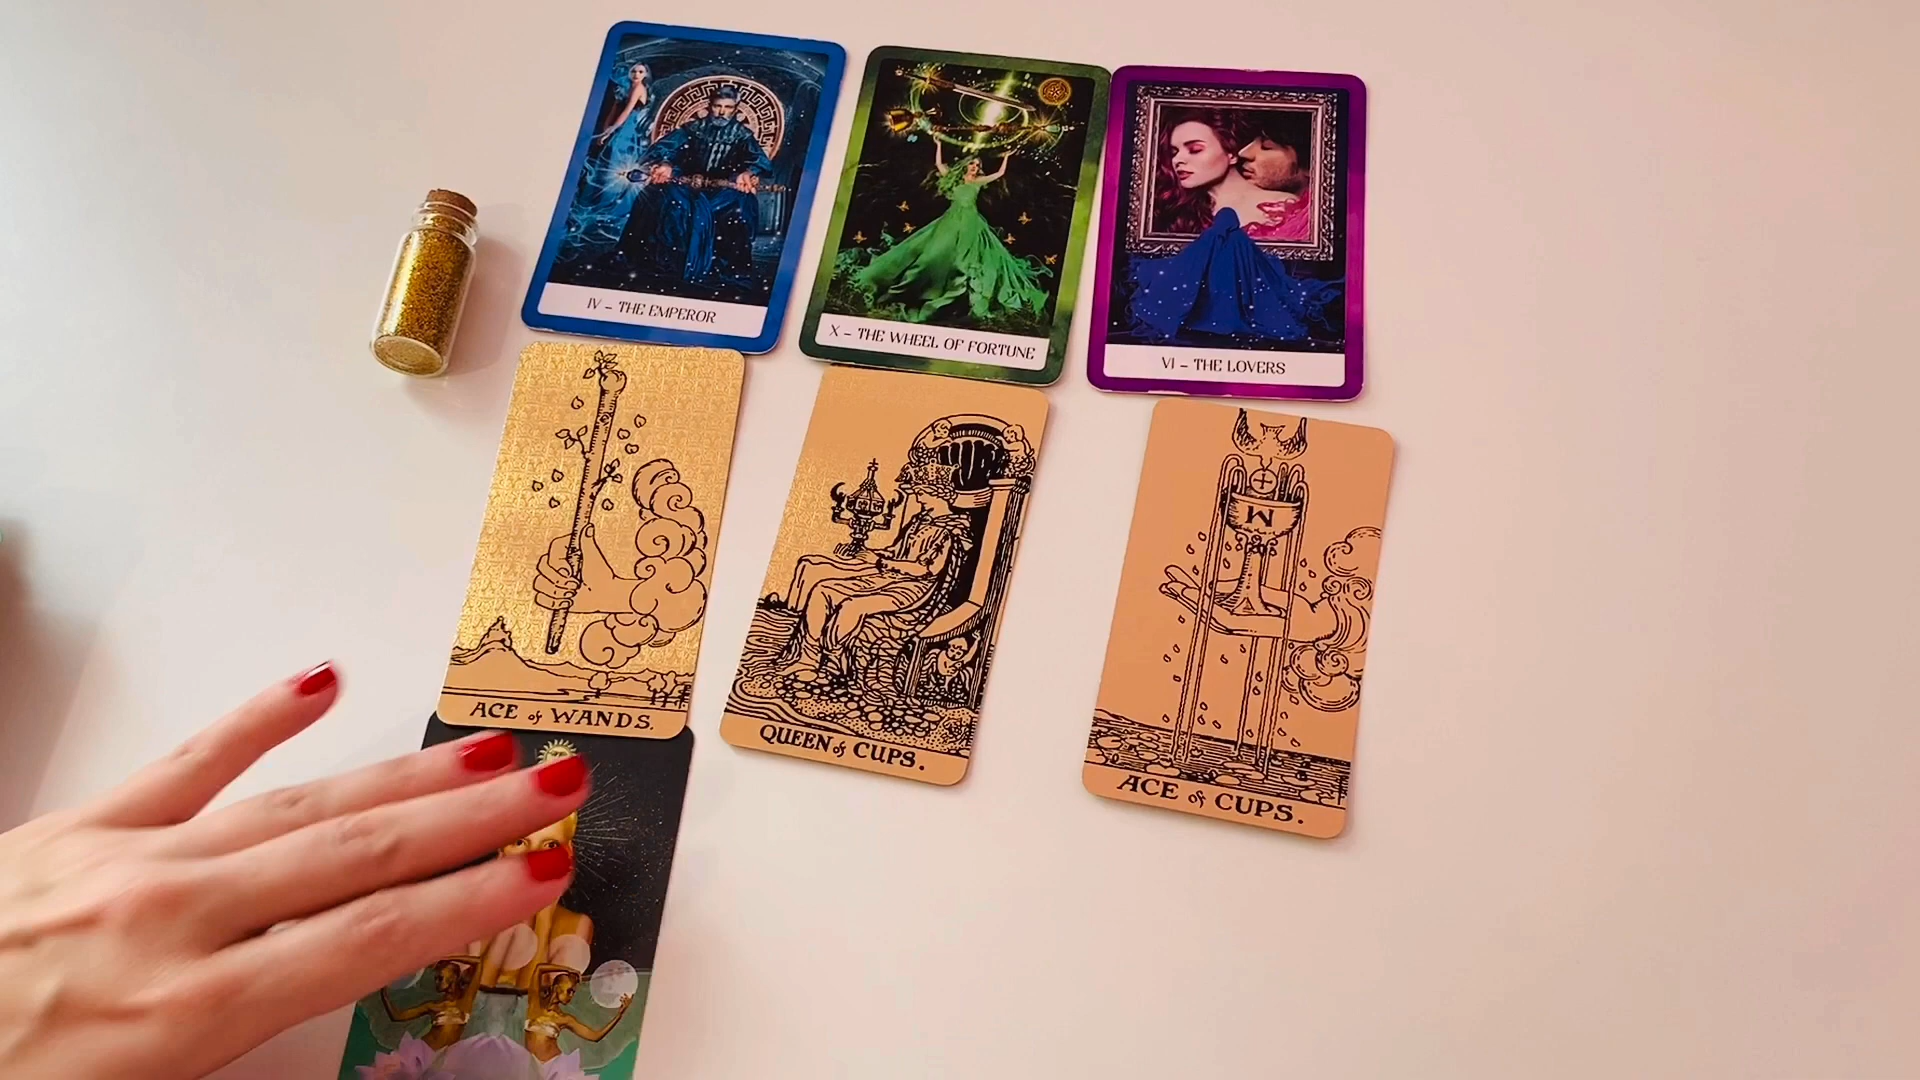 IV – THE EMPEROR
X – THE WHEEL OF FORTUNE
VI – THE LOVERS
ACE of WANDS.
QUEEN of CUPS.
W
ACE of CUPS.